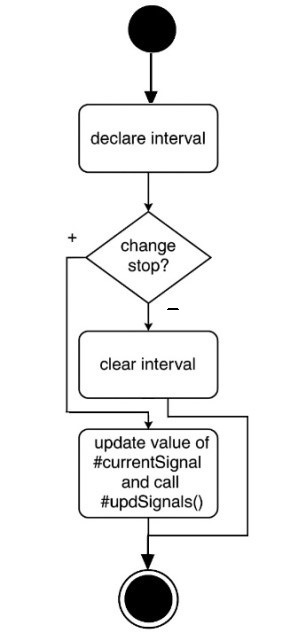 declare interval
+
change
stop?
–
clear interval
update value of
#currentSignal
and call
#updSignals()